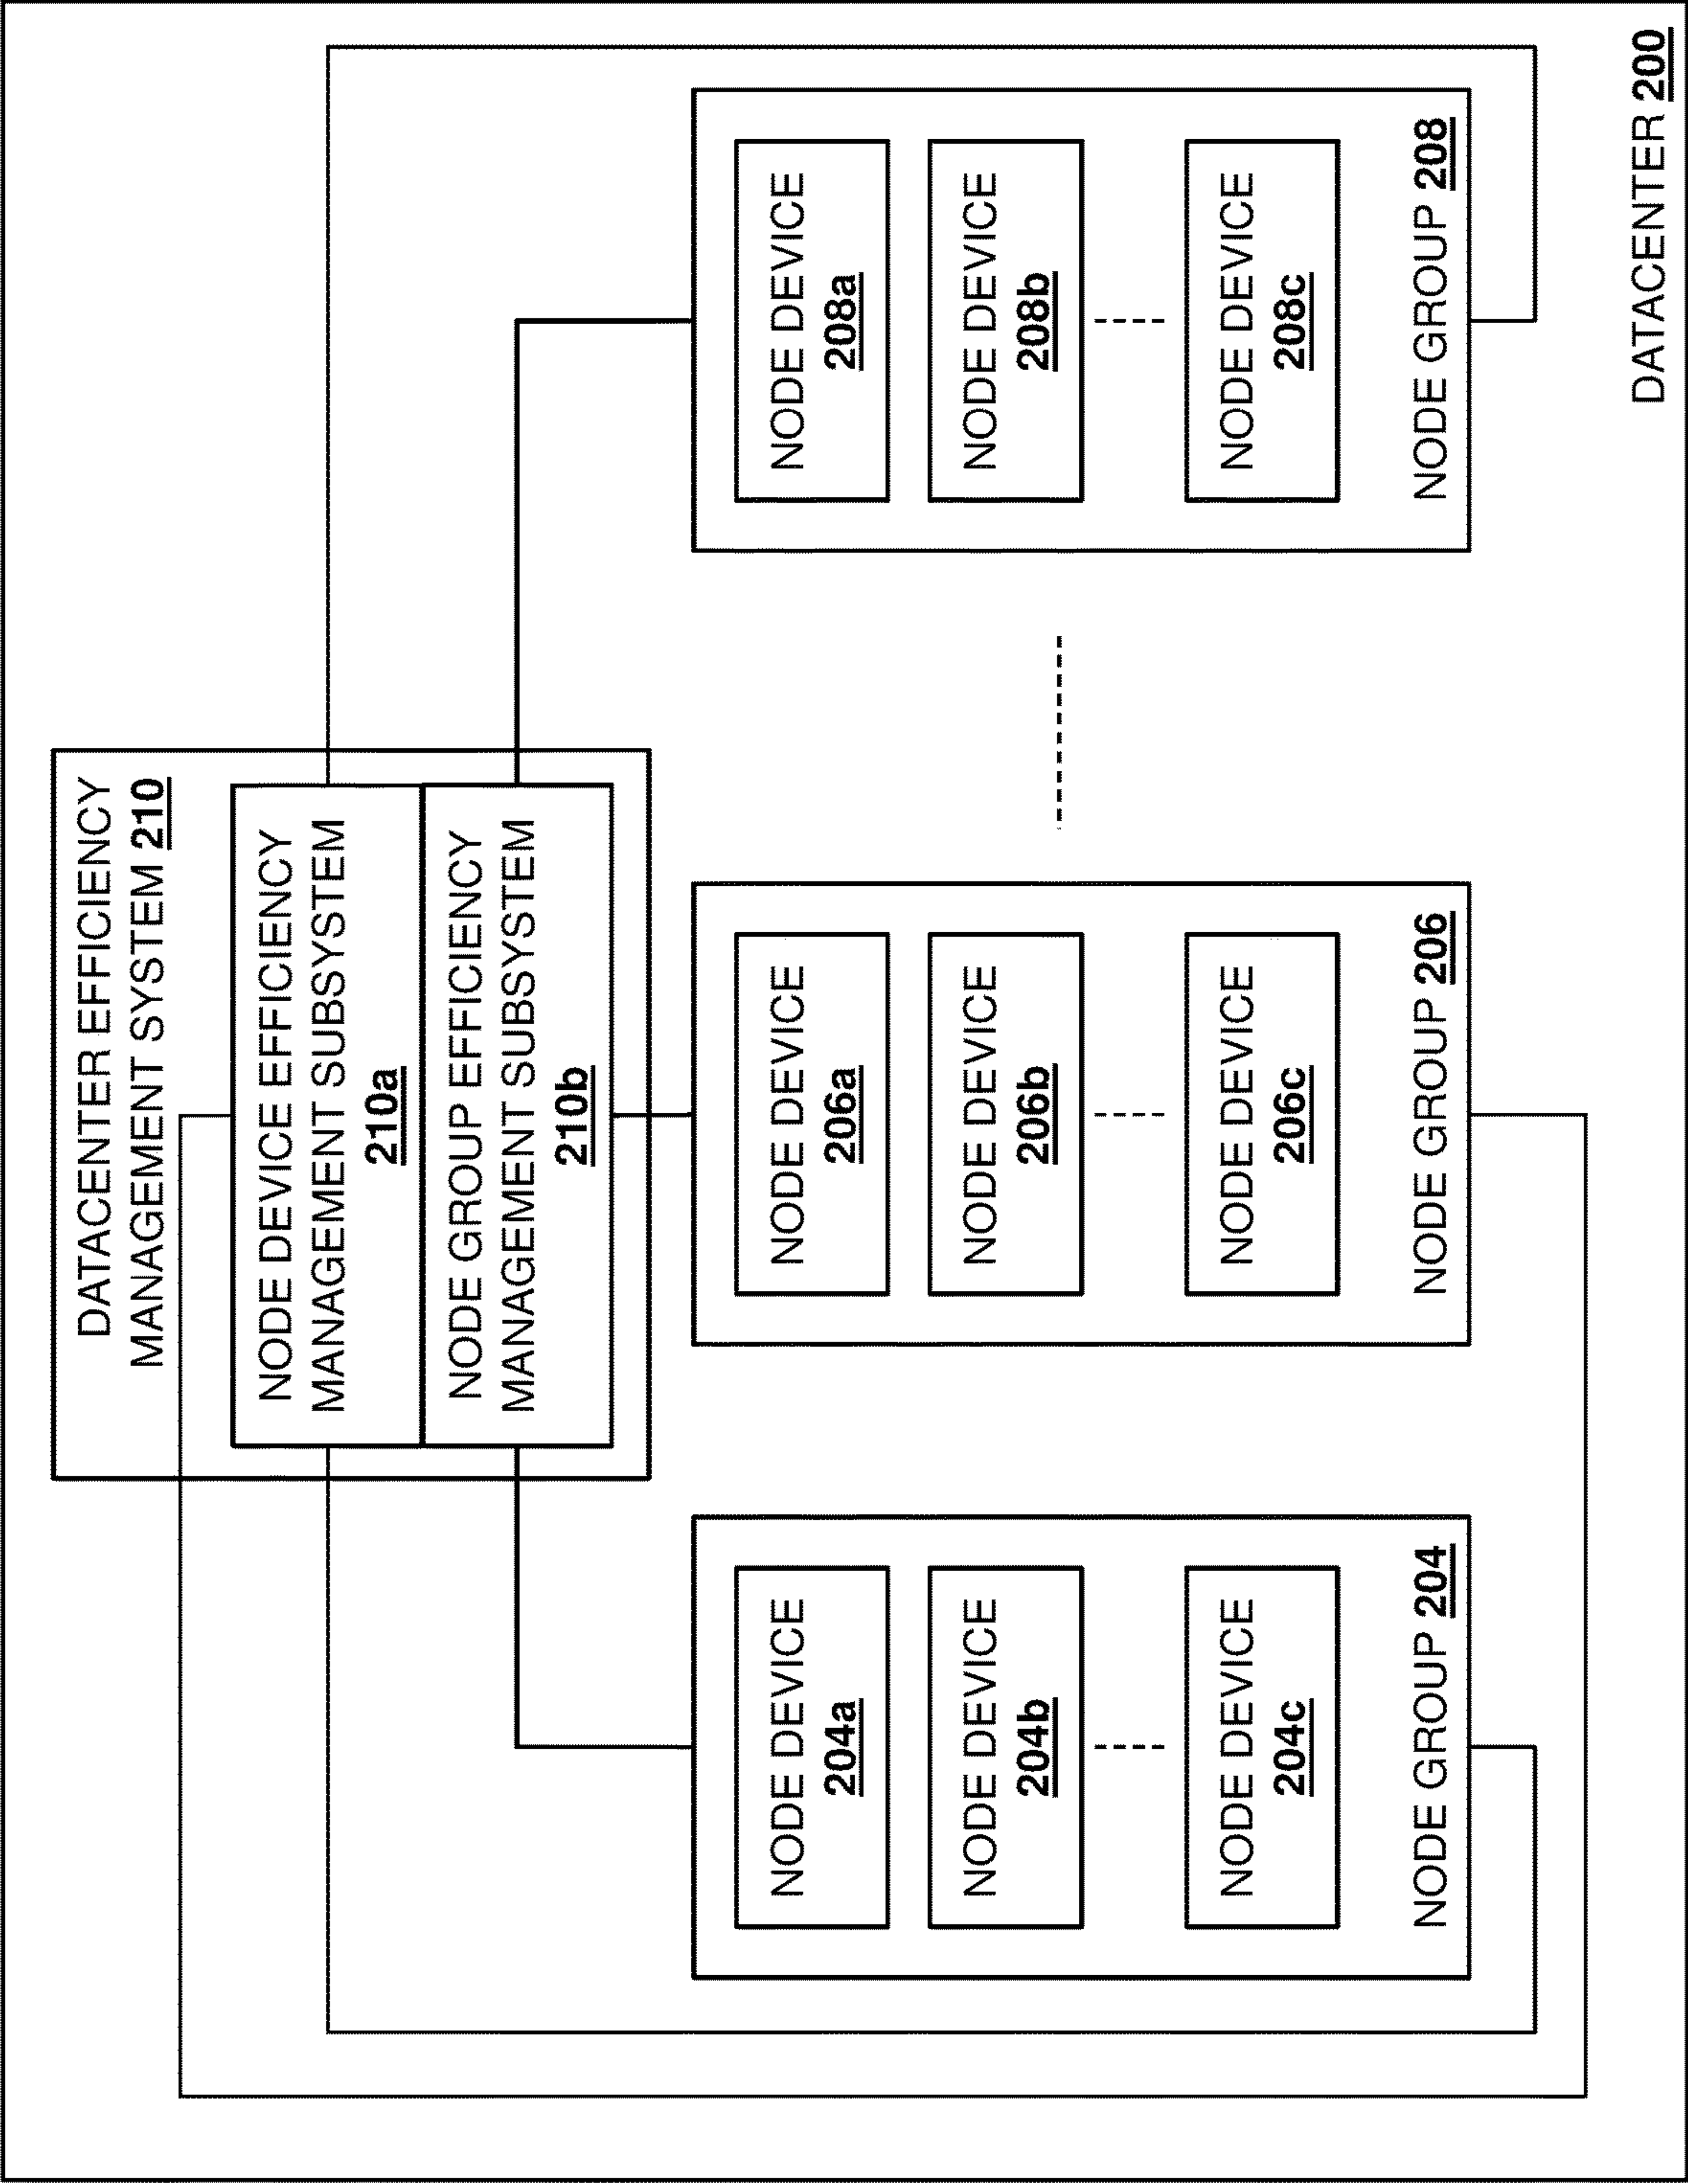 DATACENTER EFFICIENCY
MANAGEMENT SYSTEM 210
NODE DEVICE EFFICIENCY
MANAGEMENT SUBSYSTEM
210a
NODE GROUP EFFICIENCY
MANAGEMENT SUBSYSTEM
210b
NODE DEVICE
204a
NODE DEVICE
204b
NODE DEVICE
204c
NODE GROUP 204
NODE DEVICE
206a
NODE DEVICE
206b
NODE DEVICE
206c
NODE GROUP 206
NODE DEVICE
208a
NODE DEVICE
208b
NODE DEVICE
208c
NODE GROUP 208
DATACENTER 200